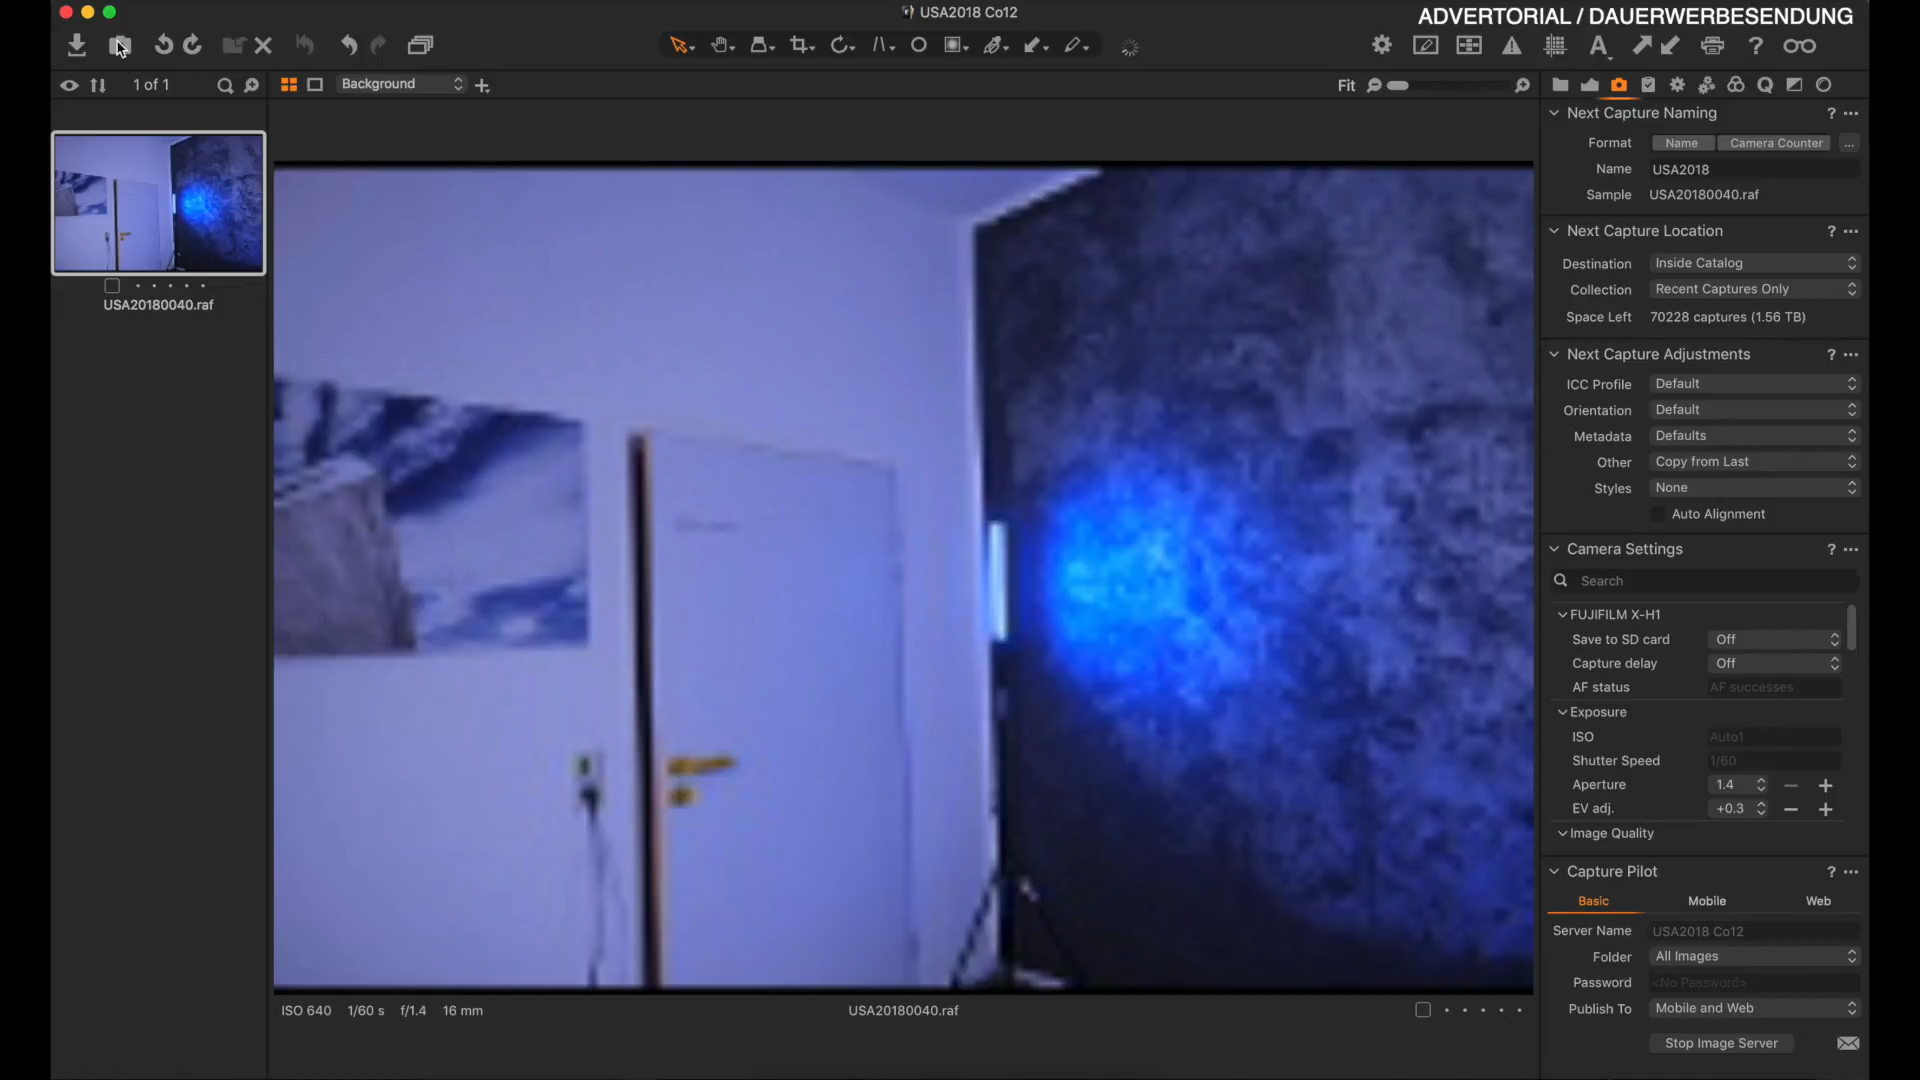 USA2018 Co12
ADVERTORIAL / DAUERWERBESENDUNG
1 of 1
Background
Fit
USA20180040.raf
ISO 640 1/60 s f/1.4 16 mm
USA20180040.raf
Next Capture Naming ?
Format Name Camera Counter ...
Name USA2018
Sample USA20180040.raf
Next Capture Location ?
Destination Inside Catalog
Collection Recent Captures Only
Space Left 70228 captures (1.56 TB)
Next Capture Adjustments ?
ICC Profile Default
Orientation Default
Metadata Defaults
Other Copy from Last
Styles None
Auto Alignment
Camera Settings ?
Search
FUJIFILM X-H1
Save to SD card Off
Capture delay Off
AF status AF successes
Exposure
ISO Auto1
Shutter Speed 1/60
Aperture 1.4
EV adj. +0.3
Image Quality
Capture Pilot ?
Basic Mobile Web
Server Name USA2018 Co12
Folder All Images
Password <No Password>
Publish To Mobile and Web
Stop Image Server